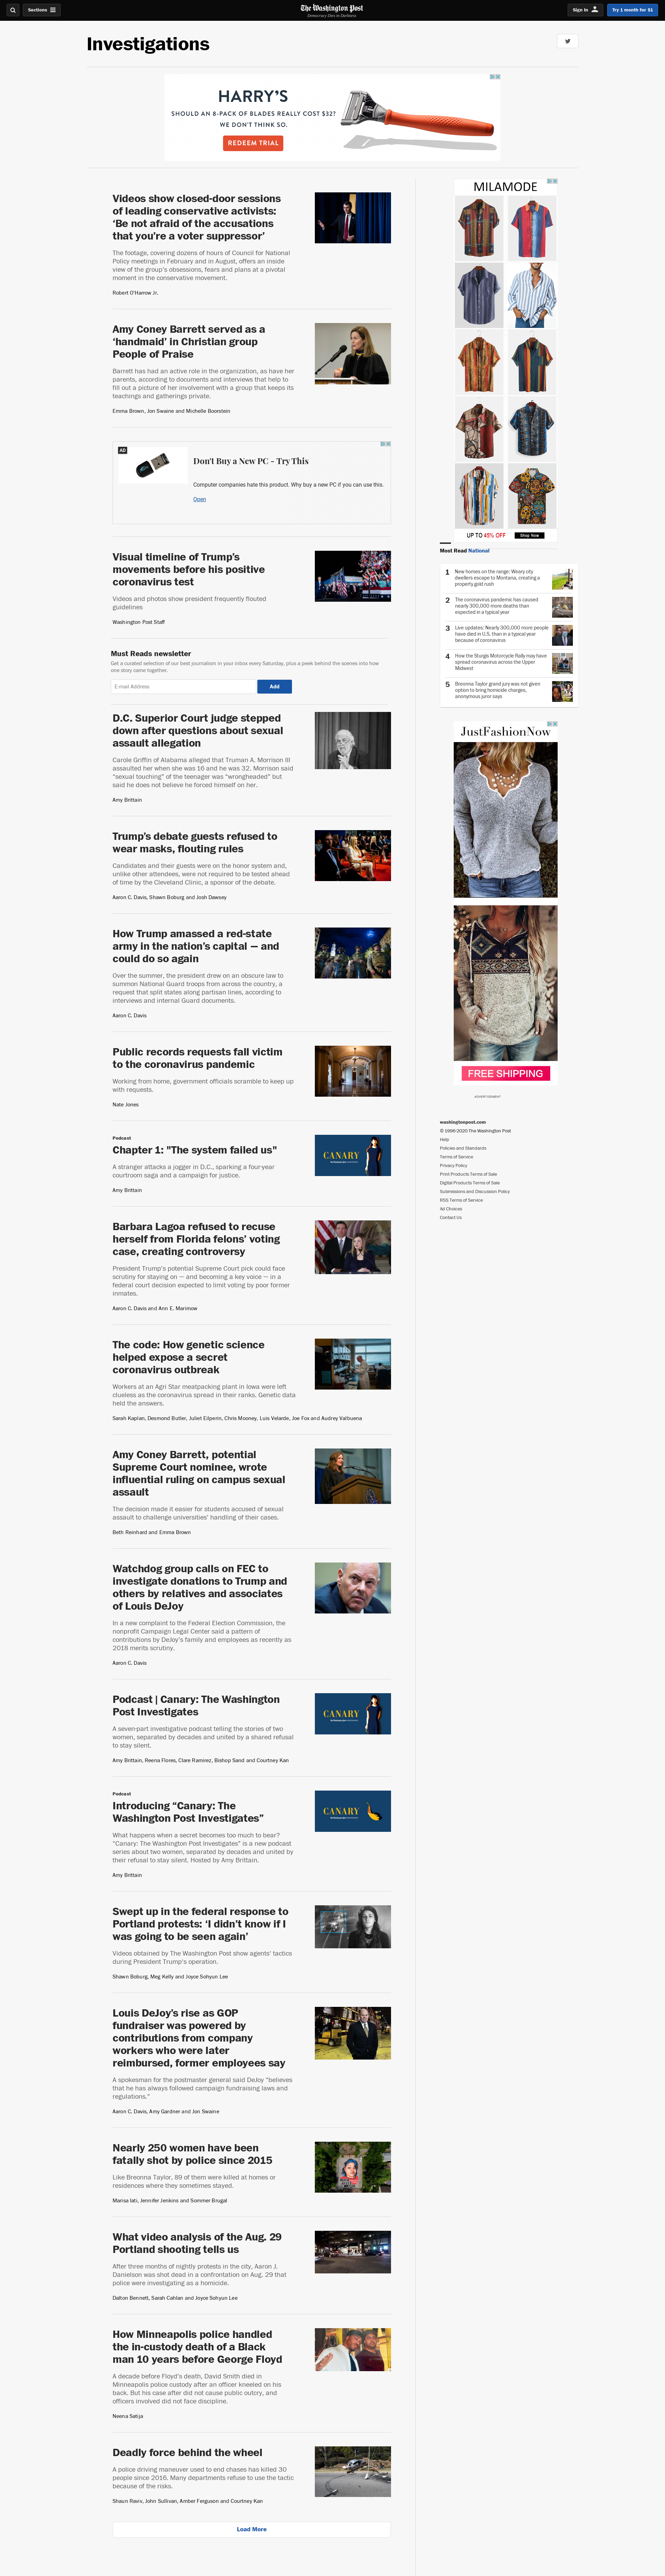 Sections
The Washington Post
Democracy Dies in Darkness
Sign In
Try 1 month for $1
Investigations
HARRY'S
SHOULD AN 8-PACK OF BLADES REALLY COST $32?
WE DON'T THINK SO.
REDEEM TRIAL
Videos show closed-door sessions
of leading conservative activists:
‘Be not afraid of the accusations
that you’re a voter suppressor’
The footage, covering dozens of hours of Council for National
Policy meetings in February and in August, offers an inside
view of the group's obsessions, fears and plans at a pivotal
moment in the conservative movement.
Robert O'Harrow Jr.
Amy Coney Barrett served as a
‘handmaid’ in Christian group
People of Praise
Barrett has had an active role in the organization, as have her
parents, according to documents and interviews that help to
fill out a picture of her involvement with a group that keeps its
teachings and gatherings private.
Emma Brown, Jon Swaine and Michelle Boorstein
AD
Don't Buy a New PC - Try This
Computer companies hate this product. Why buy a new PC if you can use this.
Open
Visual timeline of Trump’s
movements before his positive
coronavirus test
Videos and photos show president frequently flouted
guidelines
Washington Post Staff
Must Reads newsletter
Get a curated selection of our best journalism in your inbox every Saturday, plus a peek behind the scenes into how
one story came together.
E-mail Address
Add
D.C. Superior Court judge stepped
down after questions about sexual
assault allegation
Carole Griffin of Alabama alleged that Truman A. Morrison III
assaulted her when she was 16 and he was 32. Morrison said
“sexual touching” of the teenager was “wrongheaded” but
said he does not believe he forced himself on her.
Amy Brittain
Trump’s debate guests refused to
wear masks, flouting rules
Candidates and their guests were on the honor system and,
unlike other attendees, were not required to be tested ahead
of time by the Cleveland Clinic, a sponsor of the debate.
Aaron C. Davis, Shawn Boburg and Josh Dawsey
How Trump amassed a red-state
army in the nation’s capital — and
could do so again
Over the summer, the president drew on an obscure law to
summon National Guard troops from across the country, a
request that split states along partisan lines, according to
interviews and internal Guard documents.
Aaron C. Davis
Public records requests fall victim
to the coronavirus pandemic
Working from home, government officials scramble to keep up
with requests.
Nate Jones
Podcast
Chapter 1: "The system failed us"
A stranger attacks a jogger in D.C., sparking a four-year
courtroom saga and a campaign for justice.
Amy Brittain
CANARY
Barbara Lagoa refused to recuse
herself from Florida felons’ voting
case, creating controversy
President Trump’s potential Supreme Court pick could face
scrutiny for staying on — and becoming a key voice — in a
federal court decision expected to limit voting by poor former
inmates.
Aaron C. Davis and Ann E. Marimow
The code: How genetic science
helped expose a secret
coronavirus outbreak
Workers at an Agri Star meatpacking plant in Iowa were left
clueless as the coronavirus spread in their ranks. Genetic data
held the answers.
Sarah Kaplan, Desmond Butler, Juliet Eilperin, Chris Mooney, Luis Velarde, Joe Fox and Audrey Valbuena
Amy Coney Barrett, potential
Supreme Court nominee, wrote
influential ruling on campus sexual
assault
The decision made it easier for students accused of sexual
assault to challenge universities’ handling of their cases.
Beth Reinhard and Emma Brown
Watchdog group calls on FEC to
investigate donations to Trump and
others by relatives and associates
of Louis DeJoy
In a new complaint to the Federal Election Commission, the
nonprofit Campaign Legal Center said a pattern of
contributions by DeJoy’s family and employees as recently as
2018 merits scrutiny.
Aaron C. Davis
Podcast | Canary: The Washington
Post Investigates
A seven-part investigative podcast telling the stories of two
women, separated by decades and united by a shared refusal
to stay silent.
Amy Brittain, Reena Flores, Clare Ramirez, Bishop Sand and Courtney Kan
CANARY
Podcast
Introducing “Canary: The
Washington Post Investigates”
What happens when a secret becomes too much to bear?
“Canary: The Washington Post Investigates” is a new podcast
series about two women, separated by decades and united by
their refusal to stay silent. Hosted by Amy Brittain.
Amy Brittain
CANARY
Swept up in the federal response to
Portland protests: ‘I didn’t know if I
was going to be seen again’
Videos obtained by The Washington Post show agents' tactics
during President Trump's operation.
Shawn Boburg, Meg Kelly and Joyce Sohyun Lee
Louis DeJoy’s rise as GOP
fundraiser was powered by
contributions from company
workers who were later
reimbursed, former employees say
A spokesman for the postmaster general said DeJoy "believes
that he has always followed campaign fundraising laws and
regulations."
Aaron C. Davis, Amy Gardner and Jon Swaine
Nearly 250 women have been
fatally shot by police since 2015
Like Breonna Taylor, 89 of them were killed at homes or
residences where they sometimes stayed.
Marisa Iati, Jennifer Jenkins and Sommer Brugal
What video analysis of the Aug. 29
Portland shooting tells us
After three months of nightly protests in the city, Aaron J.
Danielson was shot dead in a confrontation on Aug. 29 that
police were investigating as a homicide.
Dalton Bennett, Sarah Cahlan and Joyce Sohyun Lee
How Minneapolis police handled
the in-custody death of a Black
man 10 years before George Floyd
A decade before Floyd’s death, David Smith died in
Minneapolis police custody after an officer kneeled on his
back. But his case after did not cause public outcry, and
officers involved did not face discipline.
Neena Satija
Deadly force behind the wheel
A police driving maneuver used to end chases has killed 30
people since 2016. Many departments refuse to use the tactic
because of the risks.
Shaun Raviv, John Sullivan, Amber Ferguson and Courtney Kan
Load More
MILAMODE
UP TO 45% OFF
Shop Now
Most Read National
1
New homes on the range: Weary city
dwellers escape to Montana, creating a
property gold rush
2
The coronavirus pandemic has caused
nearly 300,000 more deaths than
expected in a typical year
3
Live updates: Nearly 300,000 more people
have died in U.S. than in a typical year
because of coronavirus
4
How the Sturgis Motorcycle Rally may have
spread coronavirus across the Upper
Midwest
5
Breonna Taylor grand jury was not given
option to bring homicide charges,
anonymous juror says
JustFashionNow
FREE SHIPPING
ADVERTISEMENT
washingtonpost.com
© 1996-2020 The Washington Post
Help
Policies and Standards
Terms of Service
Privacy Policy
Print Products Terms of Sale
Digital Products Terms of Sale
Submissions and Discussion Policy
RSS Terms of Service
Ad Choices
Contact Us